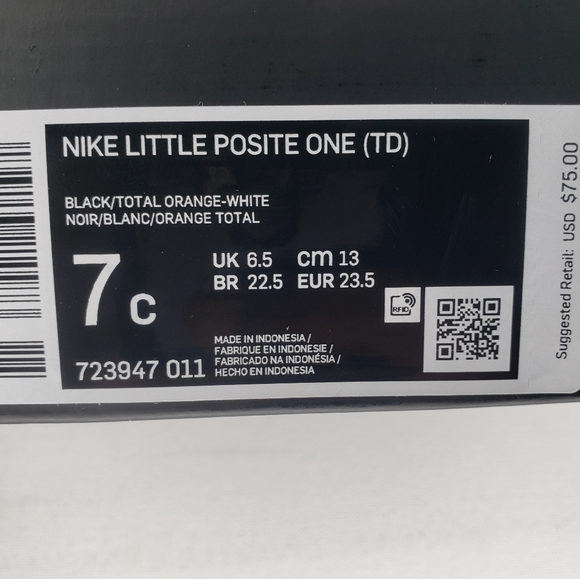 NIKE LITTLE POSITE ONE (TD)
BLACK/TOTAL ORANGE-WHITE
NOIR/BLANC/ORANGE TOTAL
7 C
UK 6.5 cm 13
BR 22.5 EUR 23.5
RFID
723947 011
MADE IN INDONESIA /
FABRIQUE EN INDONESIE /
FABRICADO NA INDONÉSIA /
HECHO EN INDONESIA
Suggested Retail: USD $75.00